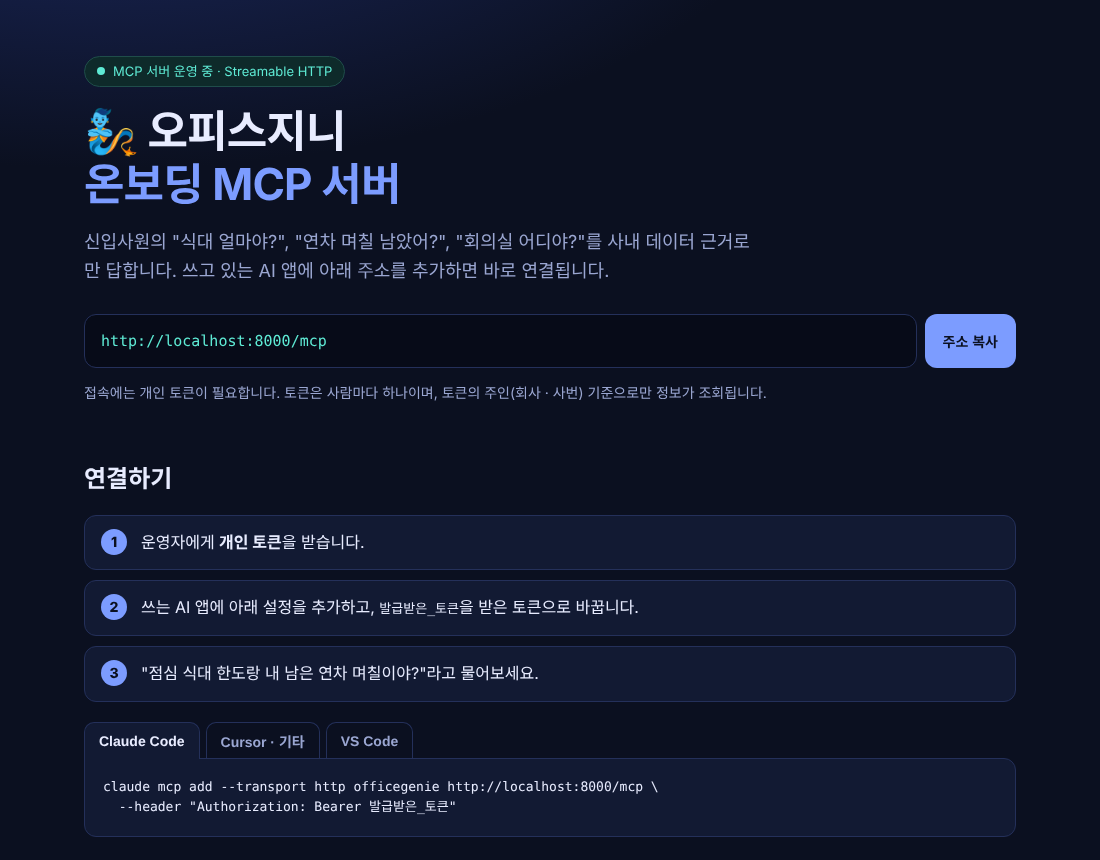 MCP 서버 운영 중 · Streamable HTTP
🧞 오피스지니
온보딩 MCP 서버
신입사원의 "식대 얼마야?", "연차 며칠 남았어?", "회의실 어디야?"를 사내 데이터 근거로
만 답합니다. 쓰고 있는 AI 앱에 아래 주소를 추가하면 바로 연결됩니다.
http://localhost:8000/mcp
주소 복사
접속에는 개인 토큰이 필요합니다. 토큰은 사람마다 하나이며, 토큰의 주인(회사 · 사번) 기준으로만 정보가 조회됩니다.
연결하기
1 운영자에게 개인 토큰을 받습니다.
2 쓰는 AI 앱에 아래 설정을 추가하고, 발급받은_토큰을 받은 토큰으로 바꿉니다.
3 "점심 식대 한도랑 내 남은 연차 며칠이야?"라고 물어보세요.
Claude Code
Cursor · 기타
VS Code
claude mcp add --transport http officegenie http://localhost:8000/mcp \
--header "Authorization: Bearer 발급받은_토큰"